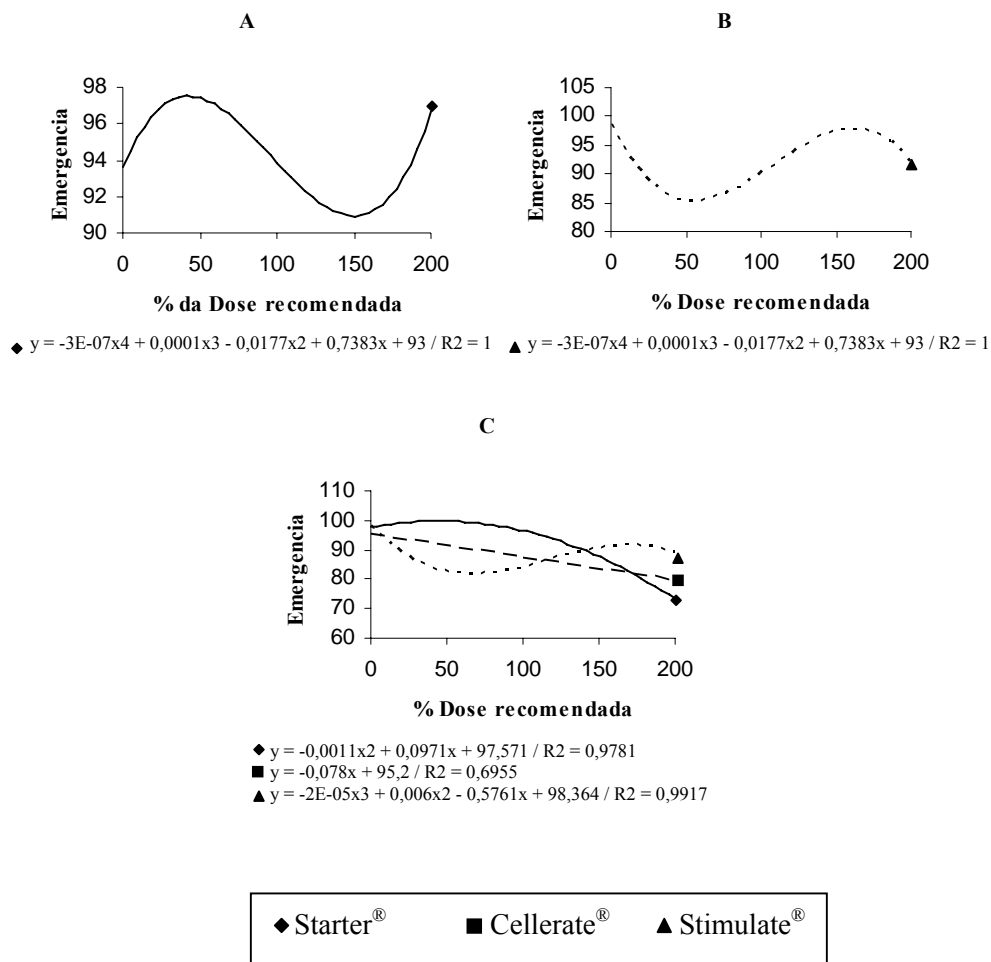 A
98
96
94
92
90
Emergencia
0 50 100 150 200
% da Dose recomendada
◆ y = -3E-07x4 + 0,0001x3 - 0,0177x2 + 0,7383x + 93 / R2 = 1
B
105
100
95
90
85
80
Emergencia
0 50 100 150 200
% Dose recomendada
▲ y = -3E-07x4 + 0,0001x3 - 0,0177x2 + 0,7383x + 93 / R2 = 1
C
110
100
90
80
70
60
Emergencia
0 50 100 150 200
% Dose recomendada
◆ y = -0,0011x2 + 0,0971x + 97,571 / R2 = 0,9781
■ y = -0,078x + 95,2 / R2 = 0,6955
▲ y = -2E-05x3 + 0,006x2 - 0,5761x + 98,364 / R2 = 0,9917
◆ Starter® ■ Cellerate® ▲ Stimulate®